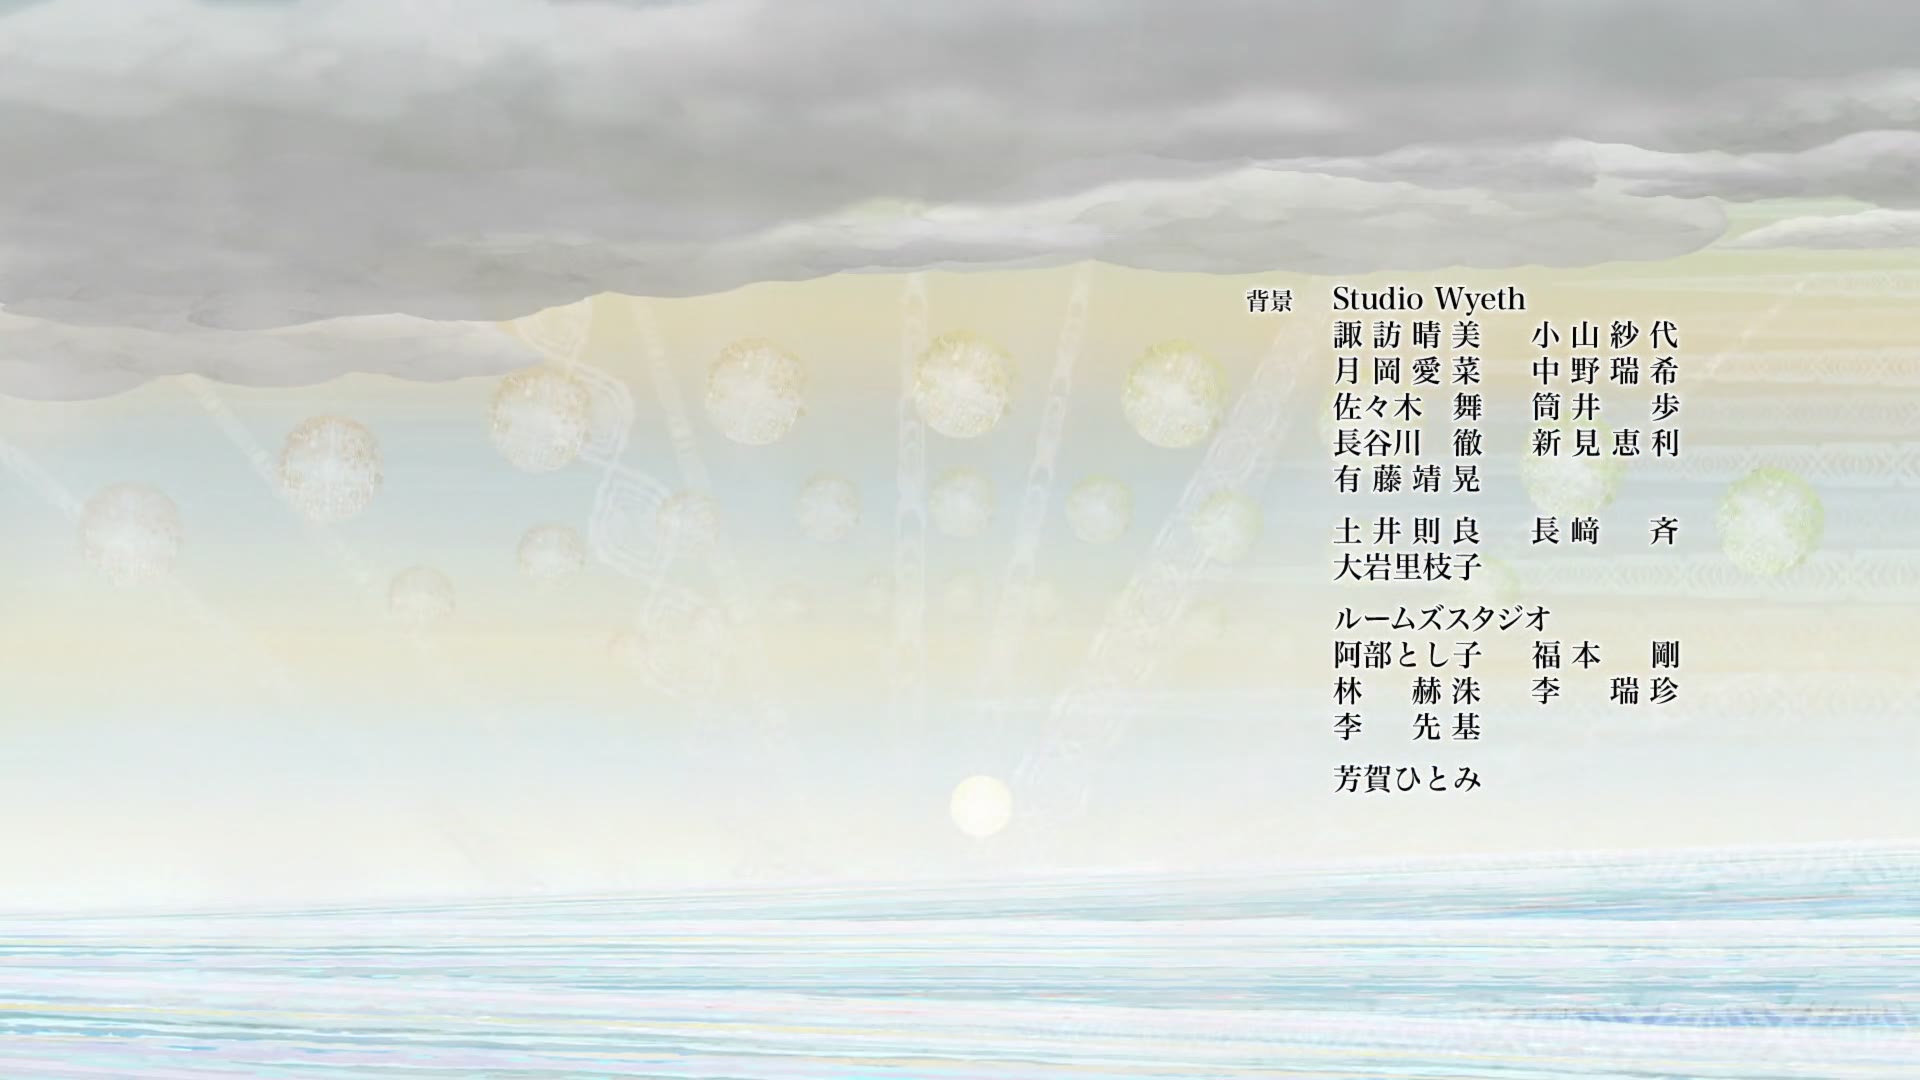 背景 Studio Wyeth
諏訪晴美 小山紗代
月岡愛菜 中野瑞希
佐々木 舞 筒井 歩
長谷川 徹 新見恵利
有藤靖晃
土井則良 長﨑 斉
大岩里枝子
ルームズスタジオ
阿部とし子 福本 剛
林 赫洙 李 瑞珍
李 先基
芳賀ひとみ